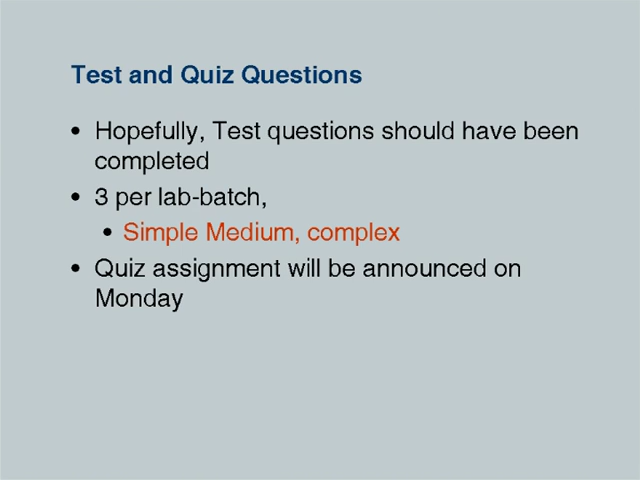 Test and Quiz Questions
• Hopefully, Test questions should have been
completed
• 3 per lab-batch,
• Simple Medium, complex
• Quiz assignment will be announced on
Monday